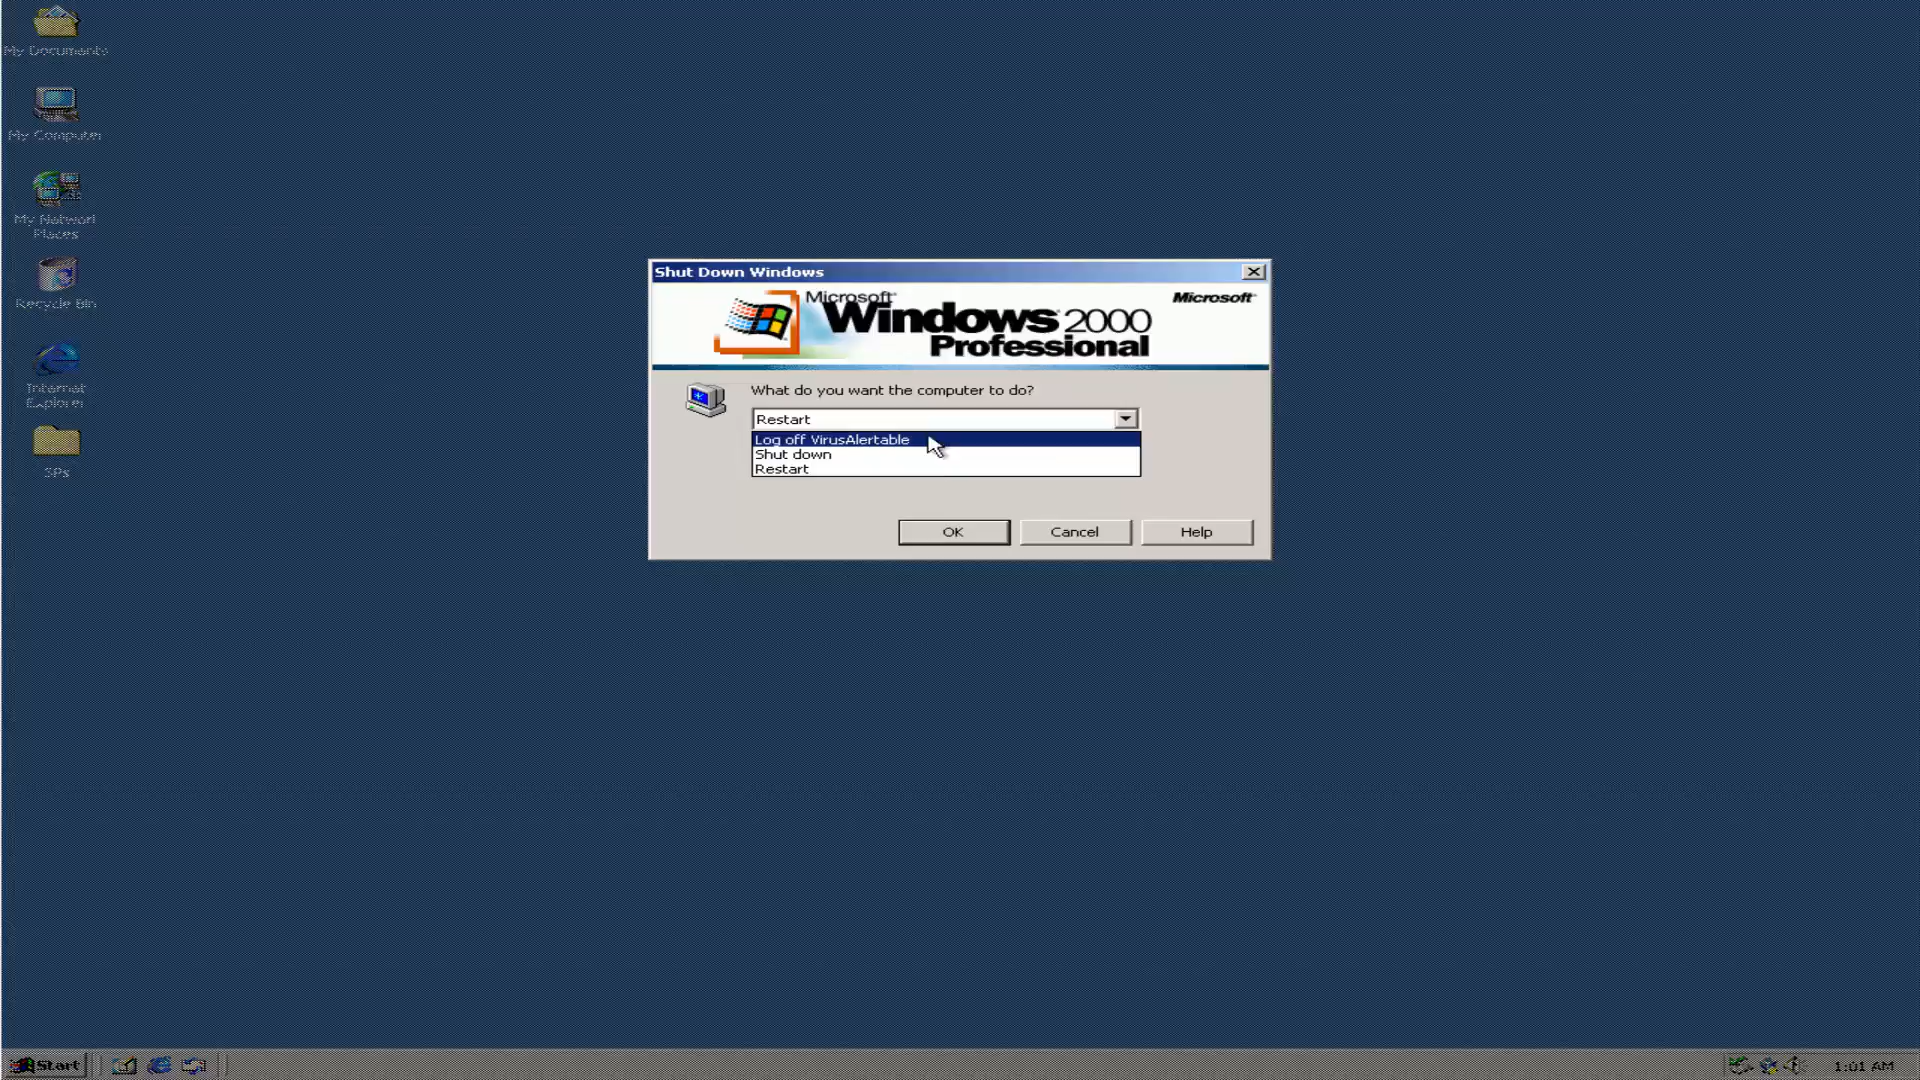 My Documents
My Computer
My Network
Places
Recycle Bin
Internet
Explorer
SPs
Shut Down Windows
Microsoft
Windows 2000
Professional
Microsoft
What do you want the computer to do?
Restart
Log off VirusAlertable
Shut down
Restart
OK
Cancel
Help
Start
1:01 AM